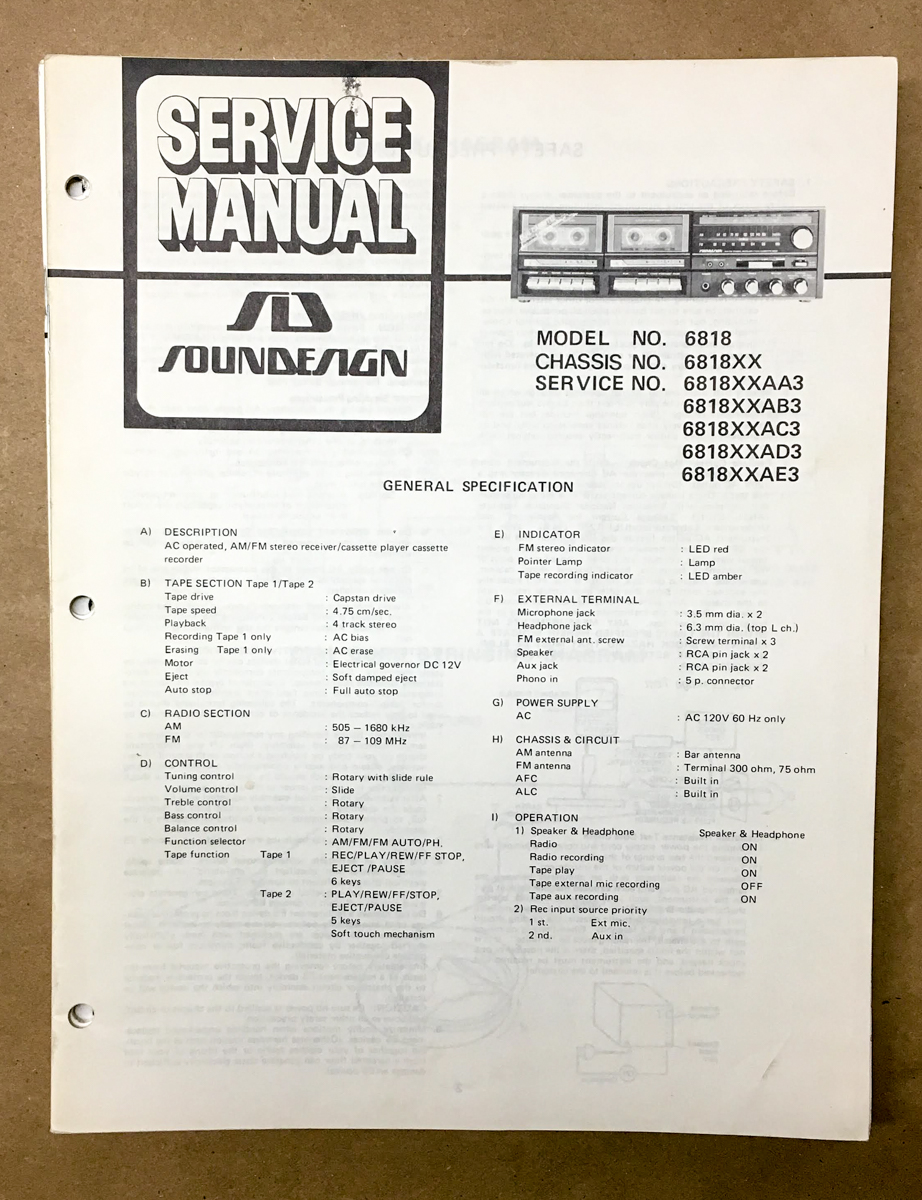 SERVICE
MANUAL
SOUNDESIGN
MODEL NO. 6818
CHASSIS NO. 6818XX
SERVICE NO. 6818XXAA3
6818XXAB3
6818XXAC3
6818XXAD3
6818XXAE3
GENERAL SPECIFICATION
A) DESCRIPTION
AC operated, AM/FM stereo receiver/cassette player cassette
recorder
B) TAPE SECTION Tape 1/Tape 2
Tape drive : Capstan drive
Tape speed : 4.75 cm/sec.
Playback : 4 track stereo
Recording Tape 1 only : AC bias
Erasing Tape 1 only : AC erase
Motor : Electrical governor DC 12V
Eject : Soft damped eject
Auto stop : Full auto stop
C) RADIO SECTION
AM : 505 – 1680 kHz
FM : 87 – 109 MHz
D) CONTROL
Tuning control : Rotary with slide rule
Volume control : Slide
Treble control : Rotary
Bass control : Rotary
Balance control : Rotary
Function selector : AM/FM/FM AUTO/PH.
Tape function Tape 1 : REC/PLAY/REW/FF STOP,
EJECT /PAUSE
6 keys
Tape 2 : PLAY/REW/FF/STOP,
EJECT/PAUSE
5 keys
Soft touch mechanism
E) INDICATOR
FM stereo indicator : LED red
Pointer Lamp : Lamp
Tape recording indicator : LED amber
F) EXTERNAL TERMINAL
Microphone jack : 3.5 mm dia. x 2
Headphone jack : 6.3 mm dia. (top L ch.)
FM external ant. screw : Screw terminal x 3
Speaker : RCA pin jack x 2
Aux jack : RCA pin jack x 2
Phono in : 5 p. connector
G) POWER SUPPLY
AC : AC 120V 60 Hz only
H) CHASSIS & CIRCUIT
AM antenna : Bar antenna
FM antenna : Terminal 300 ohm, 75 ohm
AFC : Built in
ALC : Built in
I) OPERATION
1) Speaker & Headphone Speaker & Headphone
Radio ON
Radio recording ON
Tape play ON
Tape external mic recording OFF
Tape aux recording ON
2) Rec input source priority
1 st. Ext mic.
2 nd. Aux in